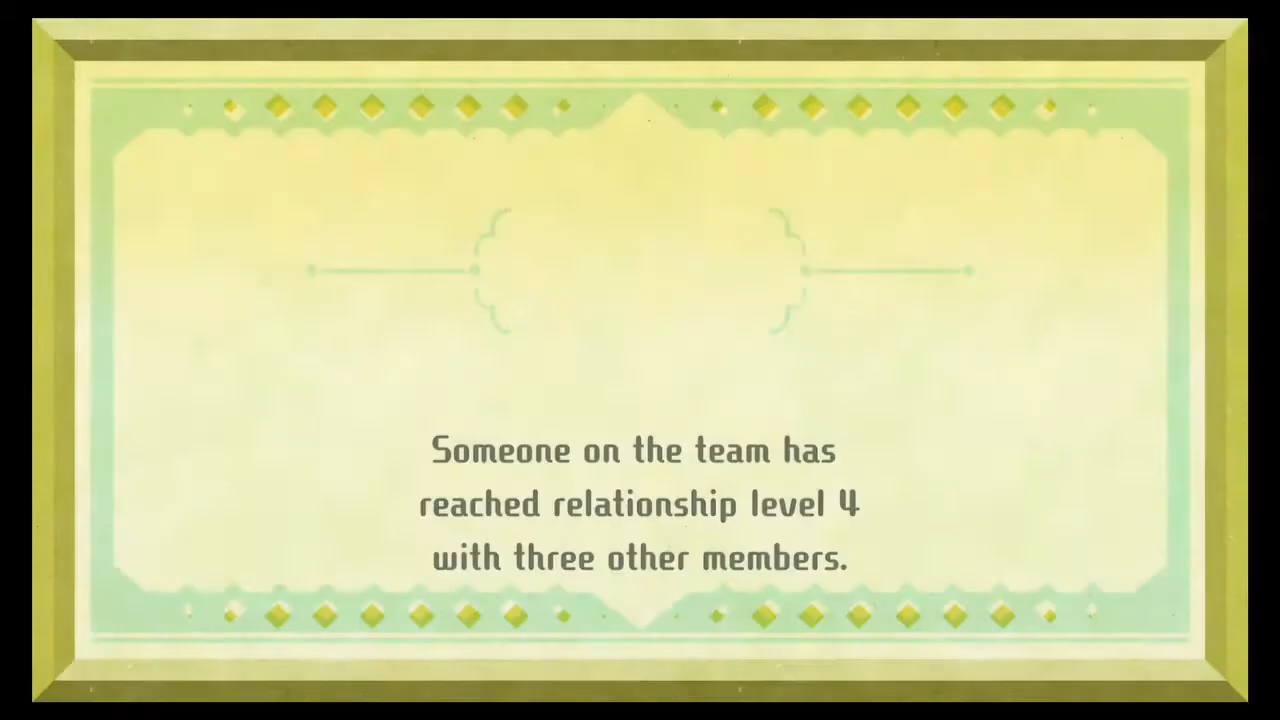 Someone on the team has
reached relationship level 4
with three other members.